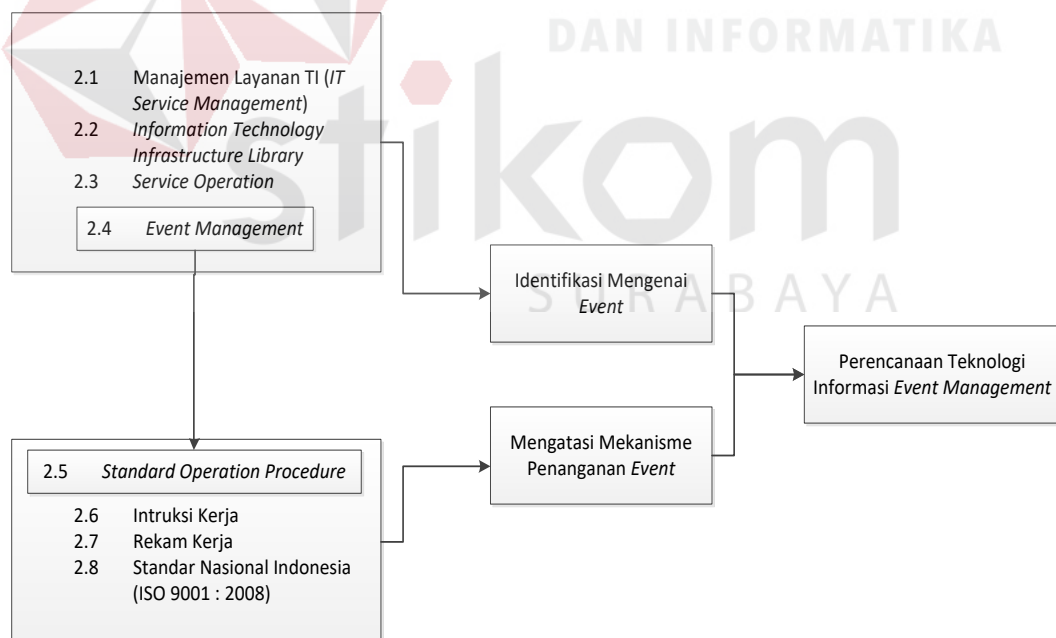 DAN INFORMATIKA
stikom
SURABAYA
2.1 Manajemen Layanan TI (IT
Service Management)
2.2 Information Technology
Infrastructure Library
2.3 Service Operation
2.4 Event Management
Identifikasi Mengenai
Event
Perencanaan Teknologi
Informasi Event Management
Mengatasi Mekanisme
Penanganan Event
2.5 Standard Operation Procedure
2.6 Intruksi Kerja
2.7 Rekam Kerja
2.8 Standar Nasional Indonesia
(ISO 9001 : 2008)